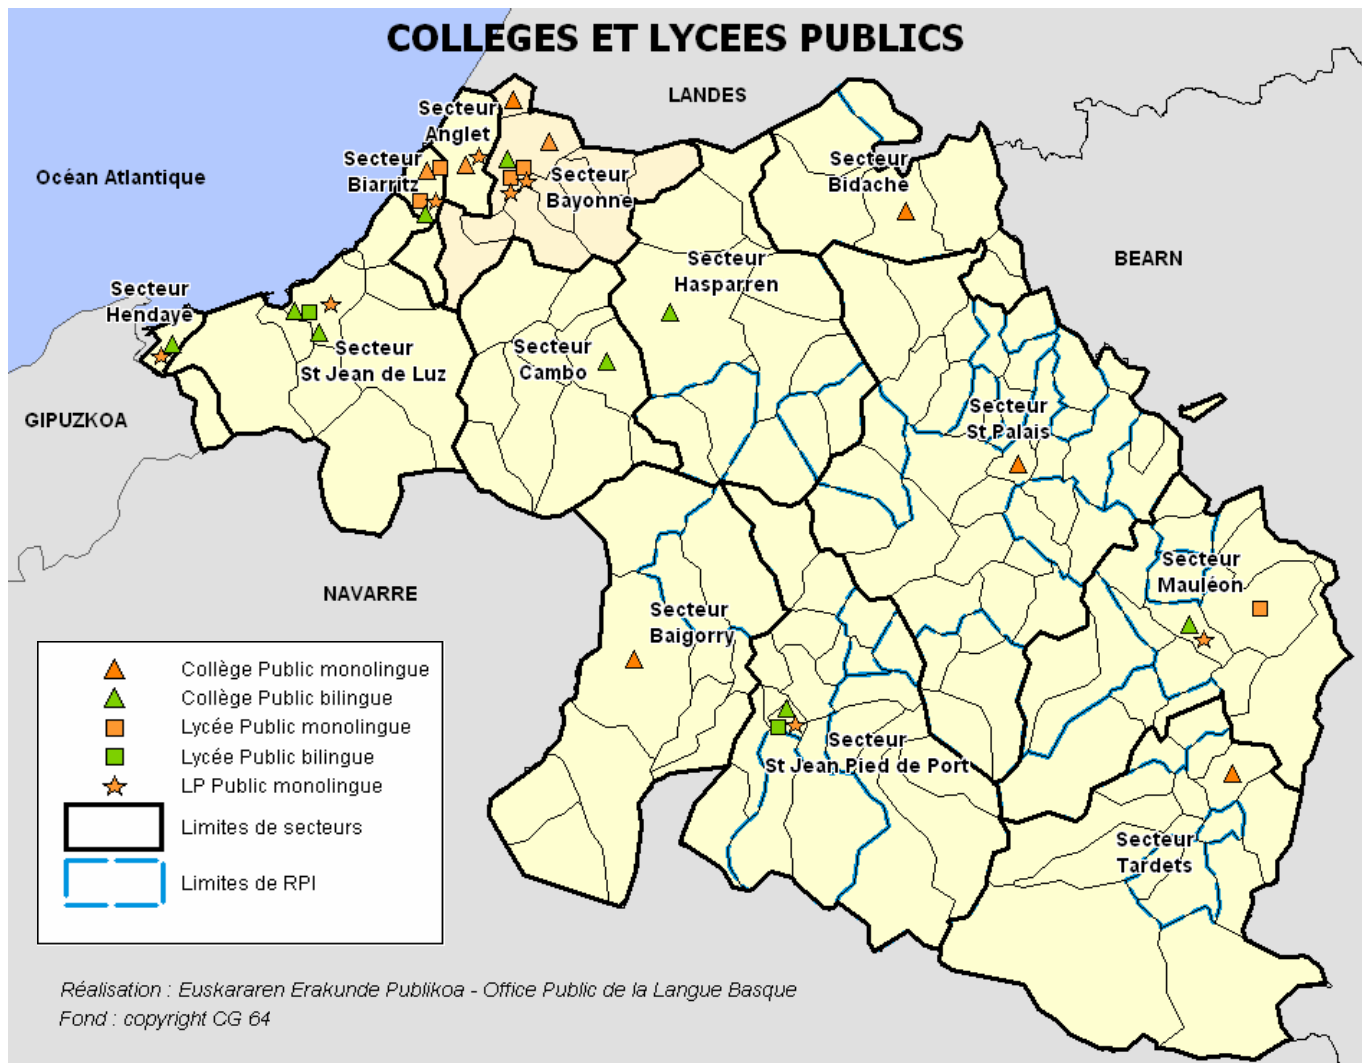 COLLEGES ET LYCEES PUBLICS
LANDES
Secteur
Anglet
Secteur
Biarritz
Océan Atlantique
Secteur
Bayonne
Secteur
Bidache
BEARN
Secteur
Hasparren
Secteur
Hendaye
Secteur
St Jean de Luz
Secteur
Cambo
GIPUZKOA
Secteur
St Palais
Secteur
Mauléon
NAVARRE
Secteur
Baigorry
Secteur
St Jean Pied de Port
Secteur
Tardets
Collège Public monolingue
Collège Public bilingue
Lycée Public monolingue
Lycée Public bilingue
LP Public monolingue
Limites de secteurs
Limites de RPI
Réalisation : Euskararen Erakunde Publikoa - Office Public de la Langue Basque
Fond : copyright CG 64